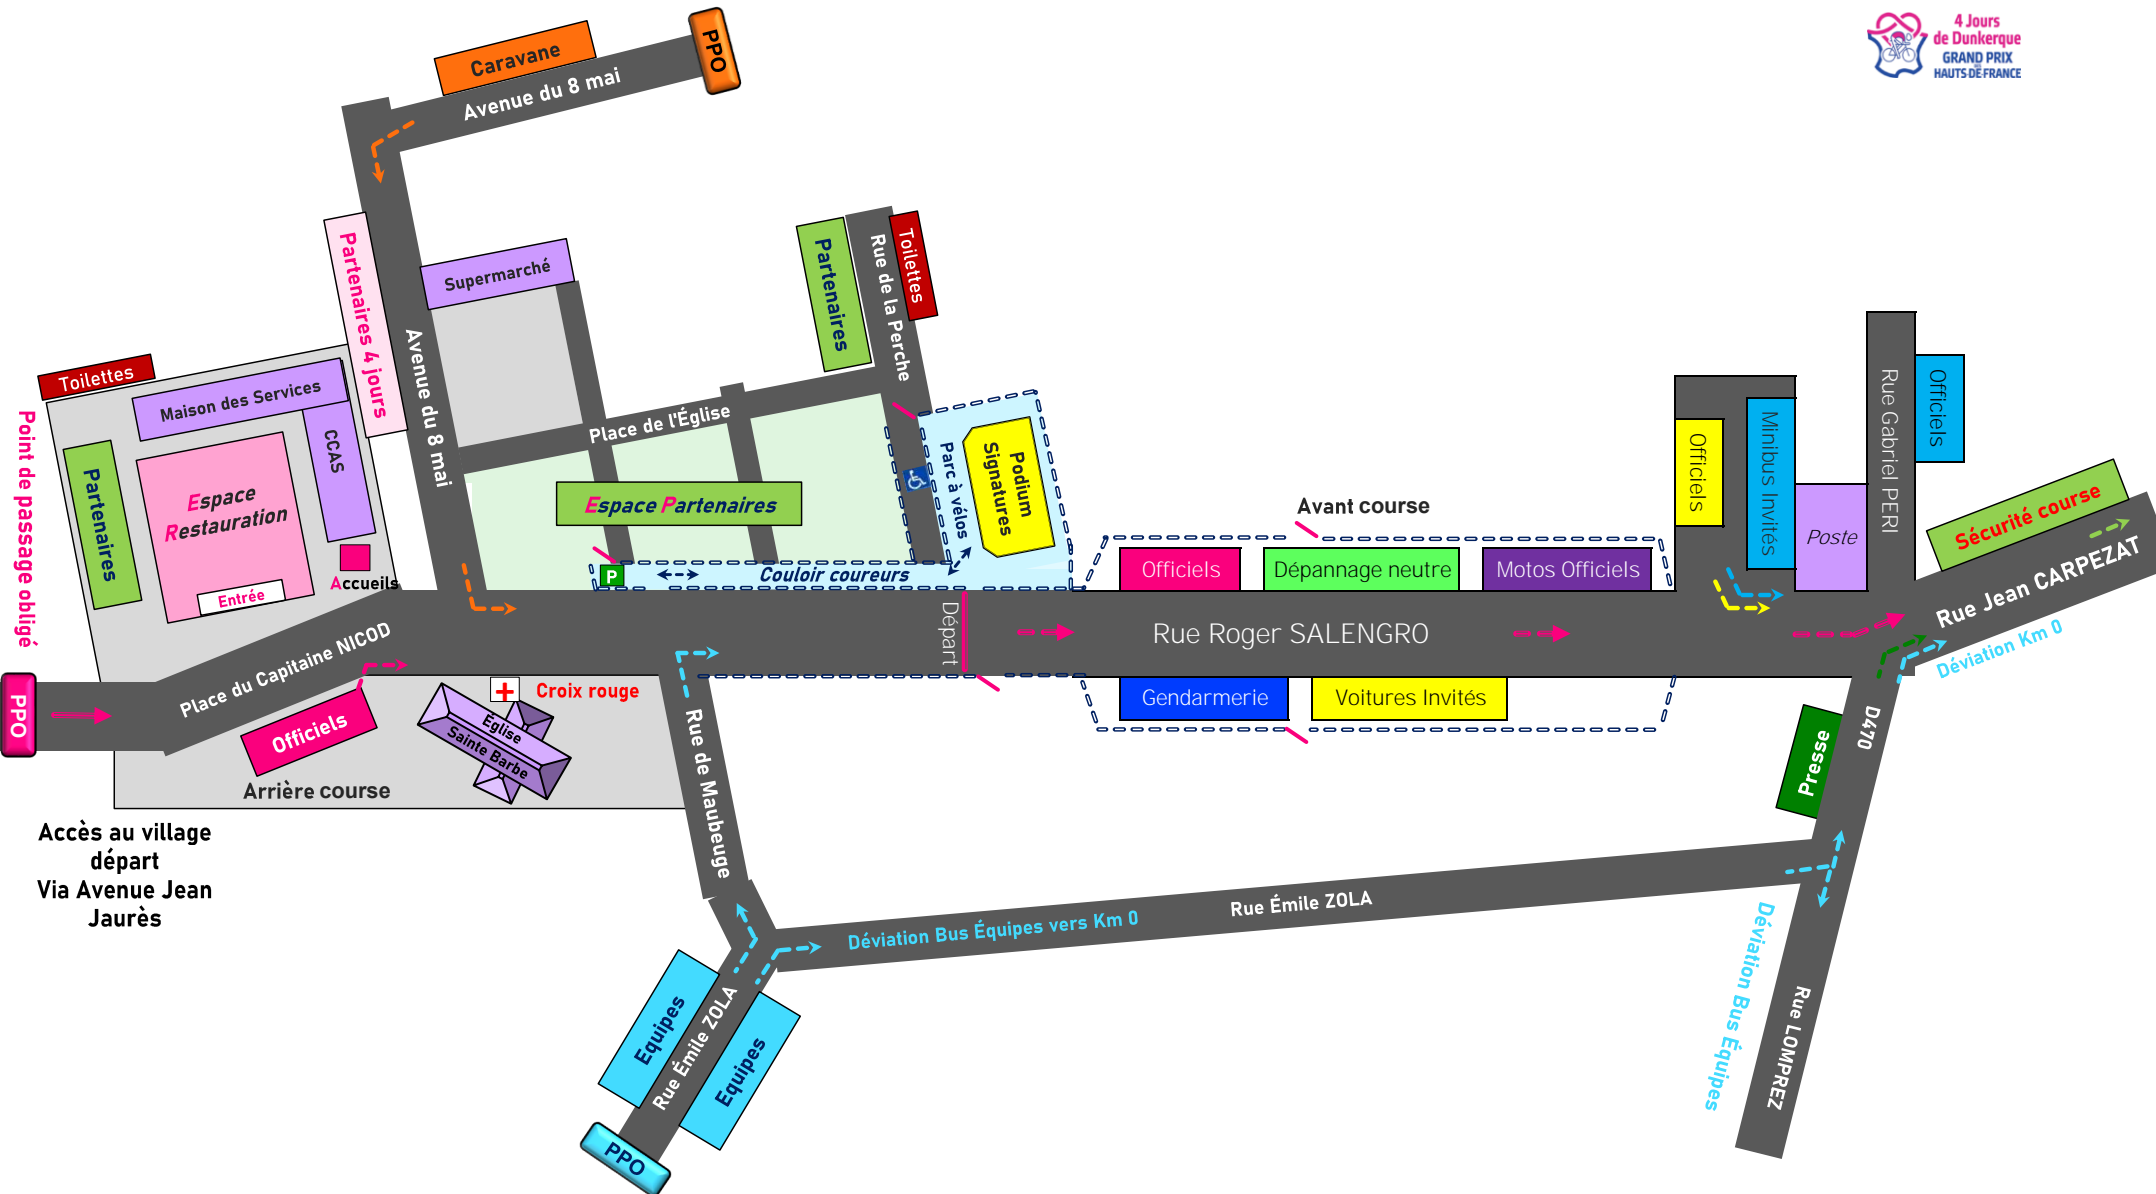 4 Jours
de Dunkerque
GRAND PRIX
DES
HAUTS-DE-FRANCE
PPO
Caravane
Avenue du 8 mai
Partenaires 4 jours
Avenue du 8 mai
Supermarché
Partenaires
Rue de la Perche
Toilettes
Toilettes
Maison des Services
CCAS
Partenaires
Espace
Restauration
Entrée
Accueils
Point de passage obligé
PPO
Place du Capitaine NICOD
Officiels
Arrière course
Croix rouge
Église
Sainte Barbe
Accès au village
départ
Via Avenue Jean
Jaurès
Place de l'Église
Espace Partenaires
P
Couloir coureurs
Parc à vélos
Podium
Signatures
Départ
Rue Roger SALENGRO
Avant course
Officiels
Dépannage neutre
Motos Officiels
Gendarmerie
Voitures Invités
Officiels
Minibus Invités
Poste
Rue Gabriel PERI
Officiels
Sécurité course
Rue Jean CARPEZAT
Déviation Km 0
D470
Presse
Rue de Maubeuge
Déviation Bus Équipes vers Km 0
Rue Émile ZOLA
Equipes
Rue Émile ZOLA
Equipes
PPO
Déviation Bus Équipes
Rue LOMPREZ